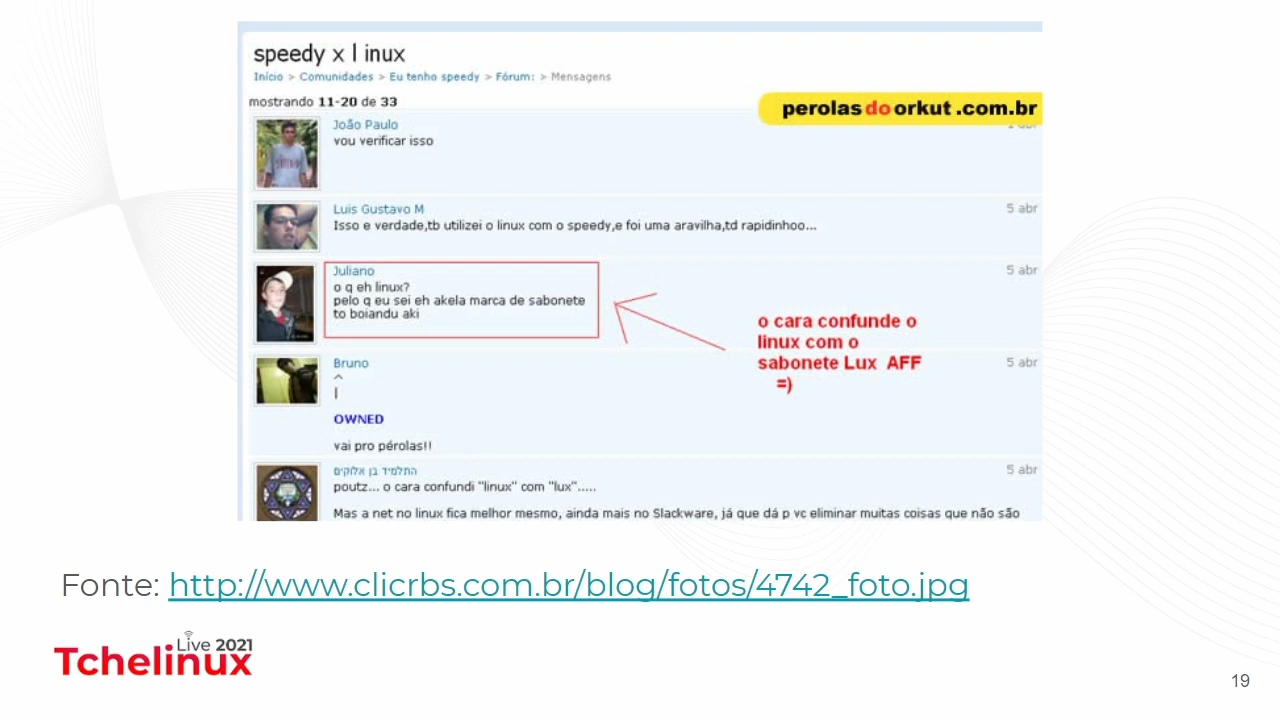 speedy x l inux
Início > Comunidades > Eu tenho speedy > Fórum: > Mensagens
mostrando 11-20 de 33
perolasdoorkut.com.br
João Paulo
1 abr
vou verificar isso
Luis Gustavo M
5 abr
Isso e verdade,tb utilizei o linux com o speedy,e foi uma aravilha,td rapidinhoo...
Juliano
5 abr
o q eh linux?
pelo q eu sei eh akela marca de sabonete
to boiandu aki
o cara confunde o
linux com o
sabonete Lux AFF
=)
Bruno
5 abr
^
|
OWNED
vai pro pérolas!!
התלמיד בן אלוקים
5 abr
poutz... o cara confundi "linux" com "lux".....
Mas a net no linux fica melhor mesmo, ainda mais no Slackware, já que dá p vc eliminar muitas coisas que não são
Fonte: http://www.clicrbs.com.br/blog/fotos/4742_foto.jpg
Live 2021
Tchelinux
19